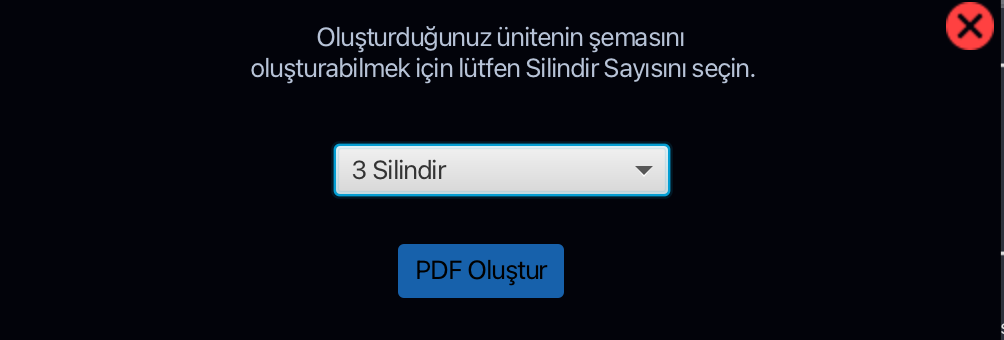 Oluşturduğunuz ünitenin şemasını
oluşturabilmek için lütfen Silindir Sayısını seçin.
3 Silindir
PDF Oluştur